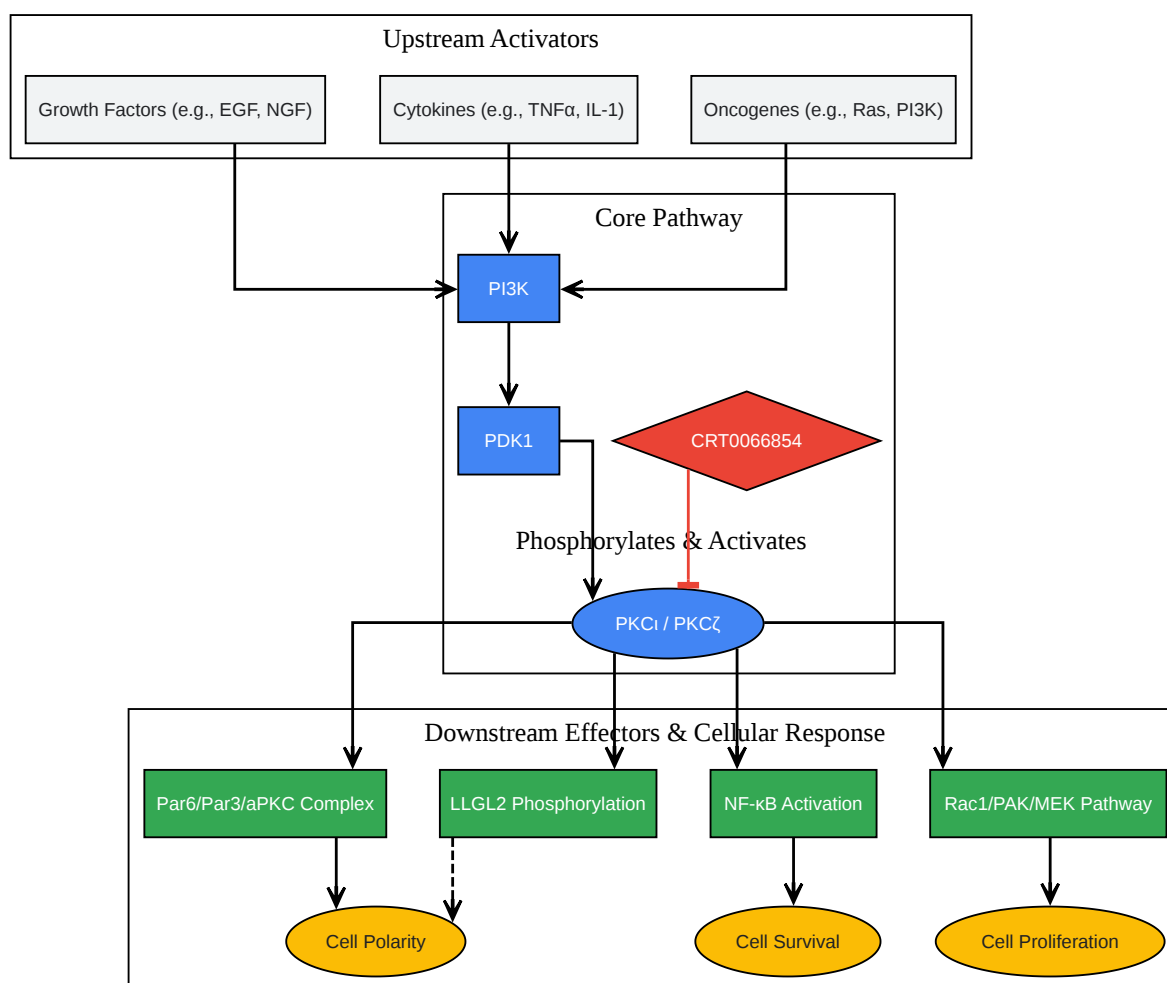 Upstream Activators
Growth Factors (e.g., EGF, NGF)
Cytokines (e.g., TNFα, IL-1)
Oncogenes (e.g., Ras, PI3K)
Core Pathway
PI3K
PDK1
CRT0066854
Phosphorylates & Activates
PKCι / PKCζ
Downstream Effectors & Cellular Response
Par6/Par3/aPKC Complex
LLGL2 Phosphorylation
NF-κB Activation
Rac1/PAK/MEK Pathway
Cell Polarity
Cell Survival
Cell Proliferation